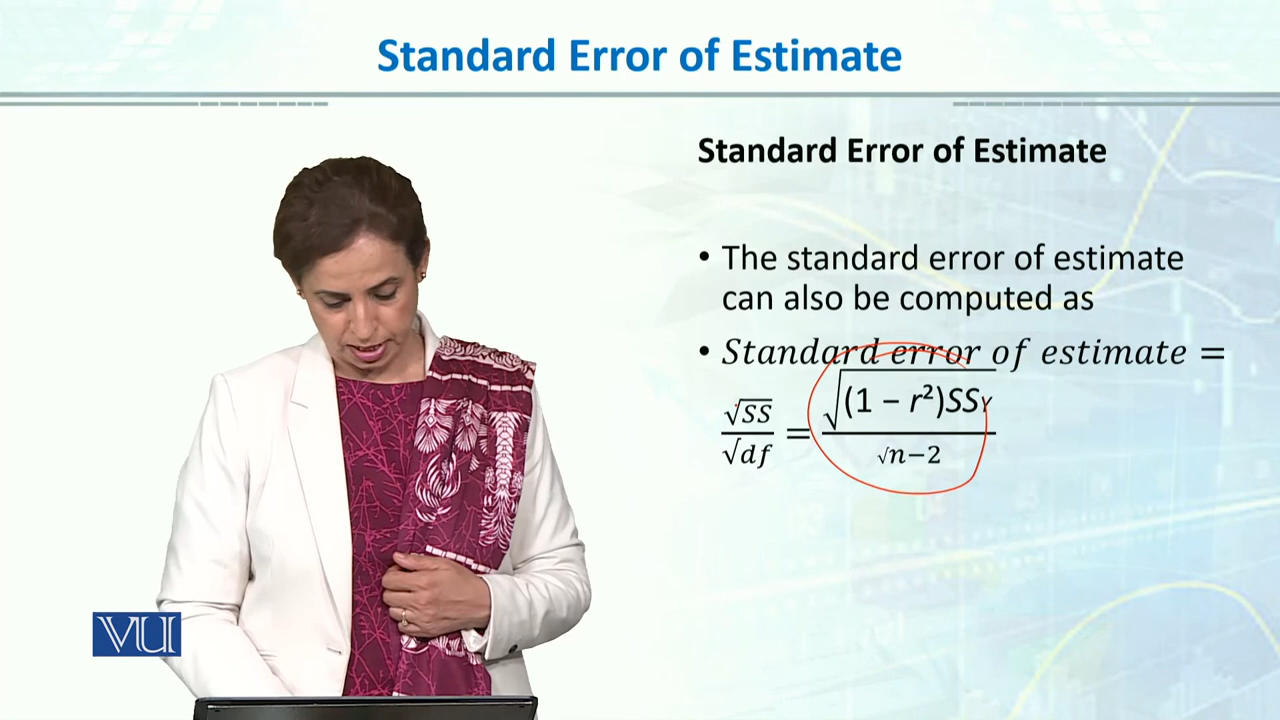 Standard Error of Estimate
Standard Error of Estimate
• The standard error of estimate
can also be computed as
• Standard error of estimate =
√SS / √df = √(1 − r²)SSY / √n−2
VU